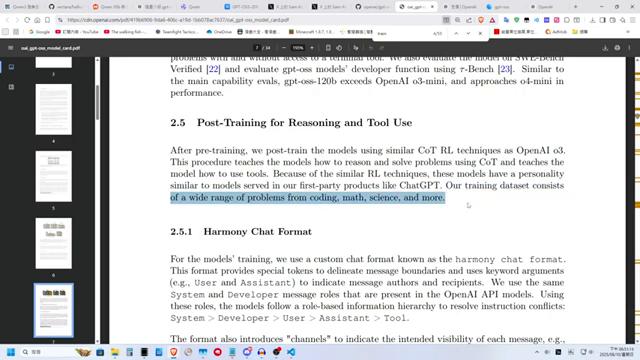 train
4/55
7 / 34
problems with and without access to a terminal tool. We also evaluate the model on SWE-Bench
Verified [22] and evaluate gpt-oss models' developer function using τ-Bench [23]. Similar to
the main capability evals, gpt-oss-120b exceeds OpenAI o3-mini, and approaches o4-mini in
performance.
2.5 Post-Training for Reasoning and Tool Use
After pre-training, we post-train the models using similar CoT RL techniques as OpenAI o3.
This procedure teaches the models how to reason and solve problems using CoT and teaches the
model how to use tools. Because of the similar RL techniques, these models have a personality
similar to models served in our first-party products like ChatGPT. Our training dataset consists
of a wide range of problems from coding, math, science, and more.
2.5.1 Harmony Chat Format
For the models' training, we use a custom chat format known as the harmony chat format.
This format provides special tokens to delineate message boundaries and uses keyword arguments
(e.g., User and Assistant) to indicate message authors and recipients. We use the same
System and Developer message roles that are present in the OpenAI API models. Using
these roles, the models follow a role-based information hierarchy to resolve instruction conflicts:
System > Developer > User > Assistant > Tool.
The format also introduces "channels" to indicate the intended visibility of each message, e.g.,